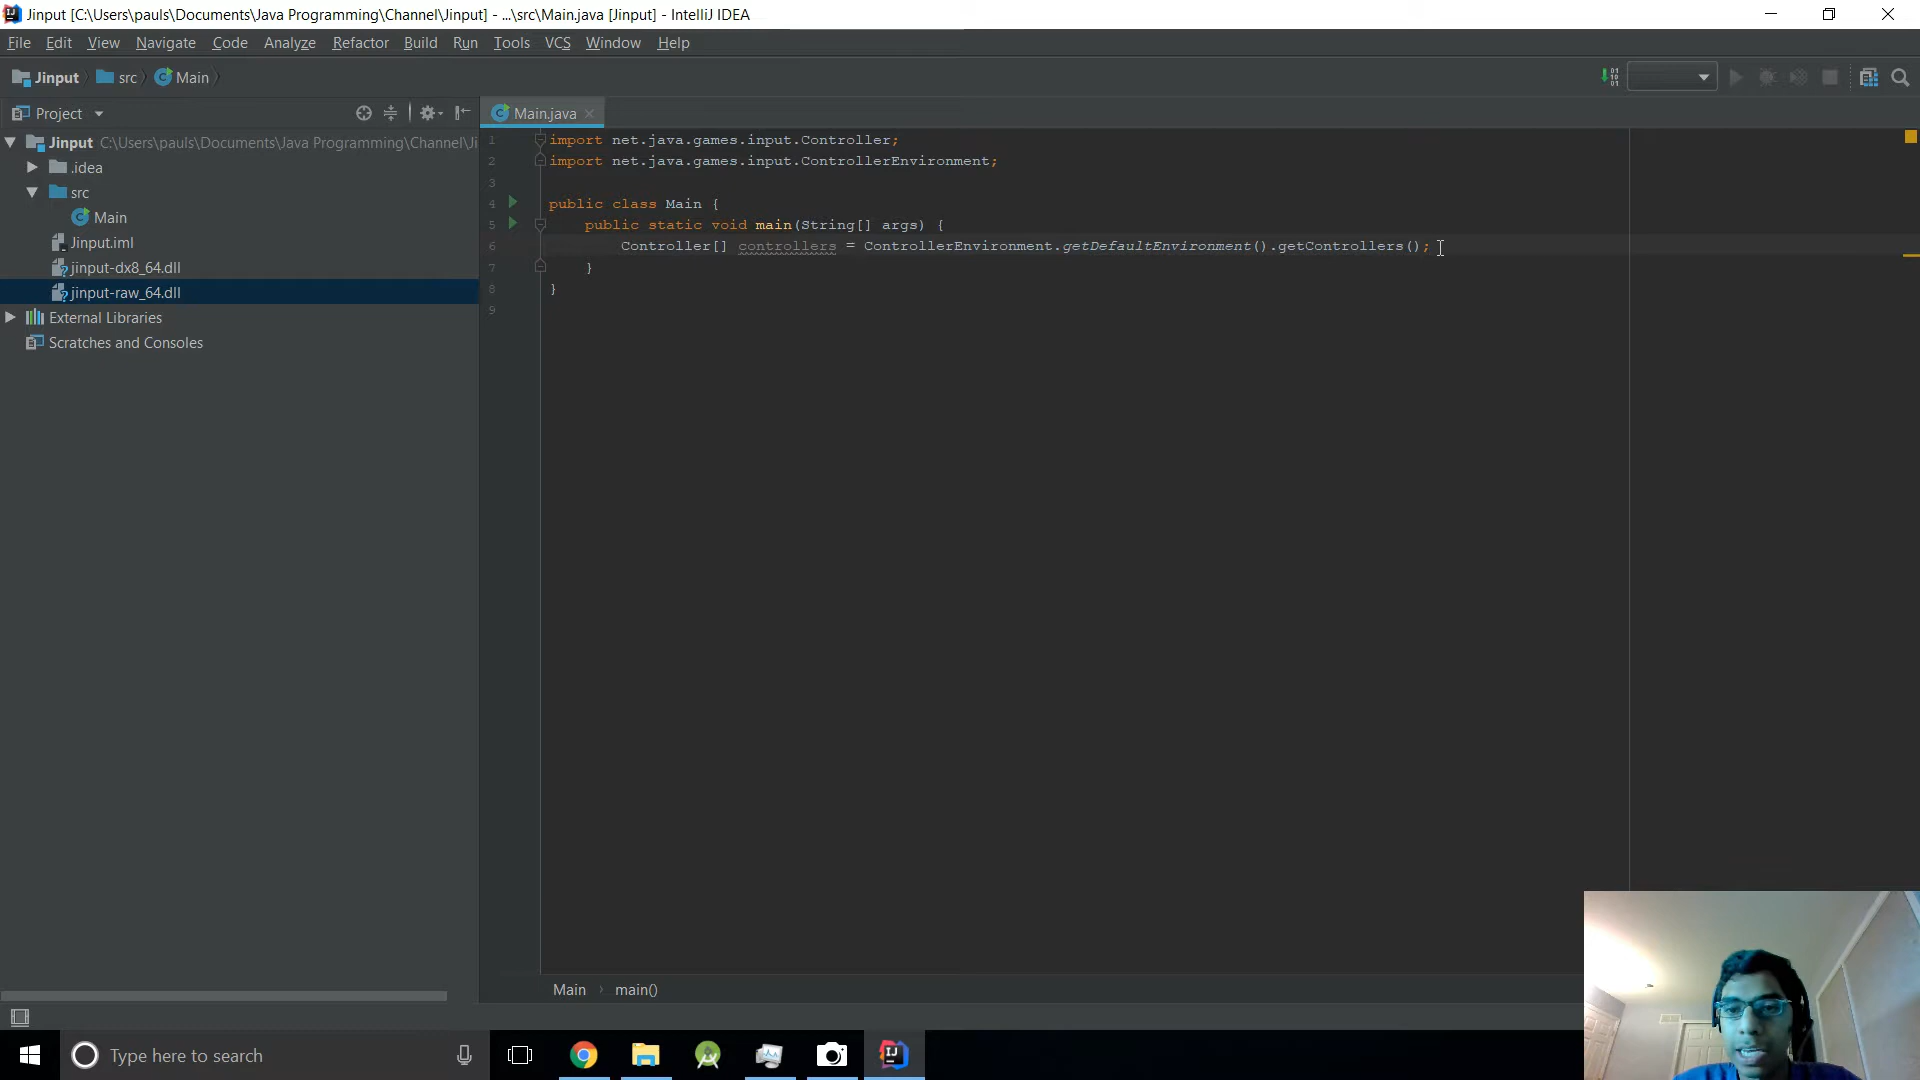 Jinput [C:\Users\pauls\Documents\Java Programming\Channel\Jinput] - ...\src\Main.java [Jinput] - IntelliJ IDEA
File Edit View Navigate Code Analyze Refactor Build Run Tools VCS Window Help
Jinput src Main
Project
Main.java
Jinput C:\Users\pauls\Documents\Java Programming\Channel\Ji
.idea
src
Main
Jinput.iml
jinput-dx8_64.dll
jinput-raw_64.dll
External Libraries
Scratches and Consoles
1 import net.java.games.input.Controller;
2 import net.java.games.input.ControllerEnvironment;
3
4 public class Main {
5 public static void main(String[] args) {
6 Controller[] controllers = ControllerEnvironment.getDefaultEnvironment().getControllers();
7 }
8 }
9
Main main()
Type here to search